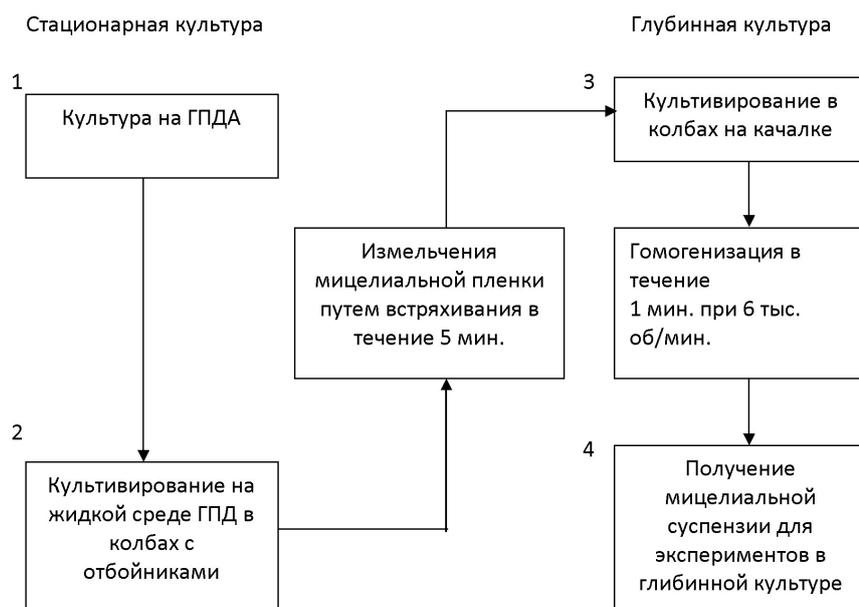 Стационарная культура
Глубинная культура
1
Культура на ГПДА
2
Культивирование на
жидкой среде ГПД в
колбах с
отбойниками
Измельчения
мицелиальной пленки
путем встряхивания в
течение 5 мин.
3
Культивирование в
колбах на качалке
Гомогенизация в
течение
1 мин. при 6 тыс.
об/мин.
4
Получение
мицелиальной
суспензии для
экспериментов в
глибинной культуре